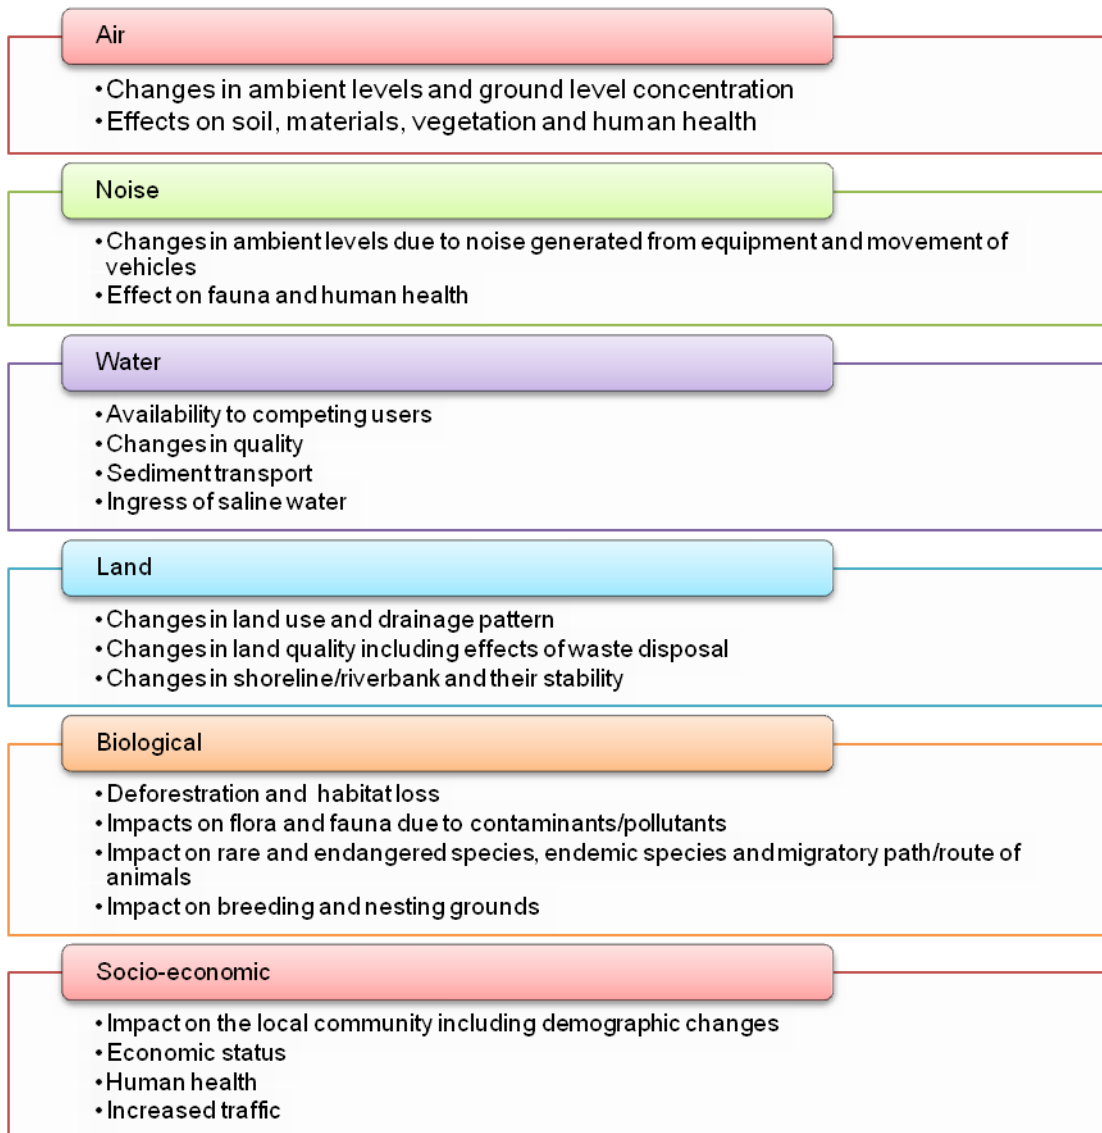 Air
•Changes in ambient levels and ground level concentration
•Effects on soil, materials, vegetation and human health
Noise
•Changes in ambient levels due to noise generated from equipment and movement of
vehicles
•Effect on fauna and human health
Water
•Availability to competing users
•Changes in quality
•Sediment transport
•Ingress of saline water
Land
•Changes in land use and drainage pattern
•Changes in land quality including effects of waste disposal
•Changes in shoreline/riverbank and their stability
Biological
•Deforestration and habitat loss
•Impacts on flora and fauna due to contaminants/pollutants
•Impact on rare and endangered species, endemic species and migratory path/route of
animals
•Impact on breeding and nesting grounds
Socio-economic
•Impact on the local community including demographic changes
•Economic status
•Human health
•Increased traffic